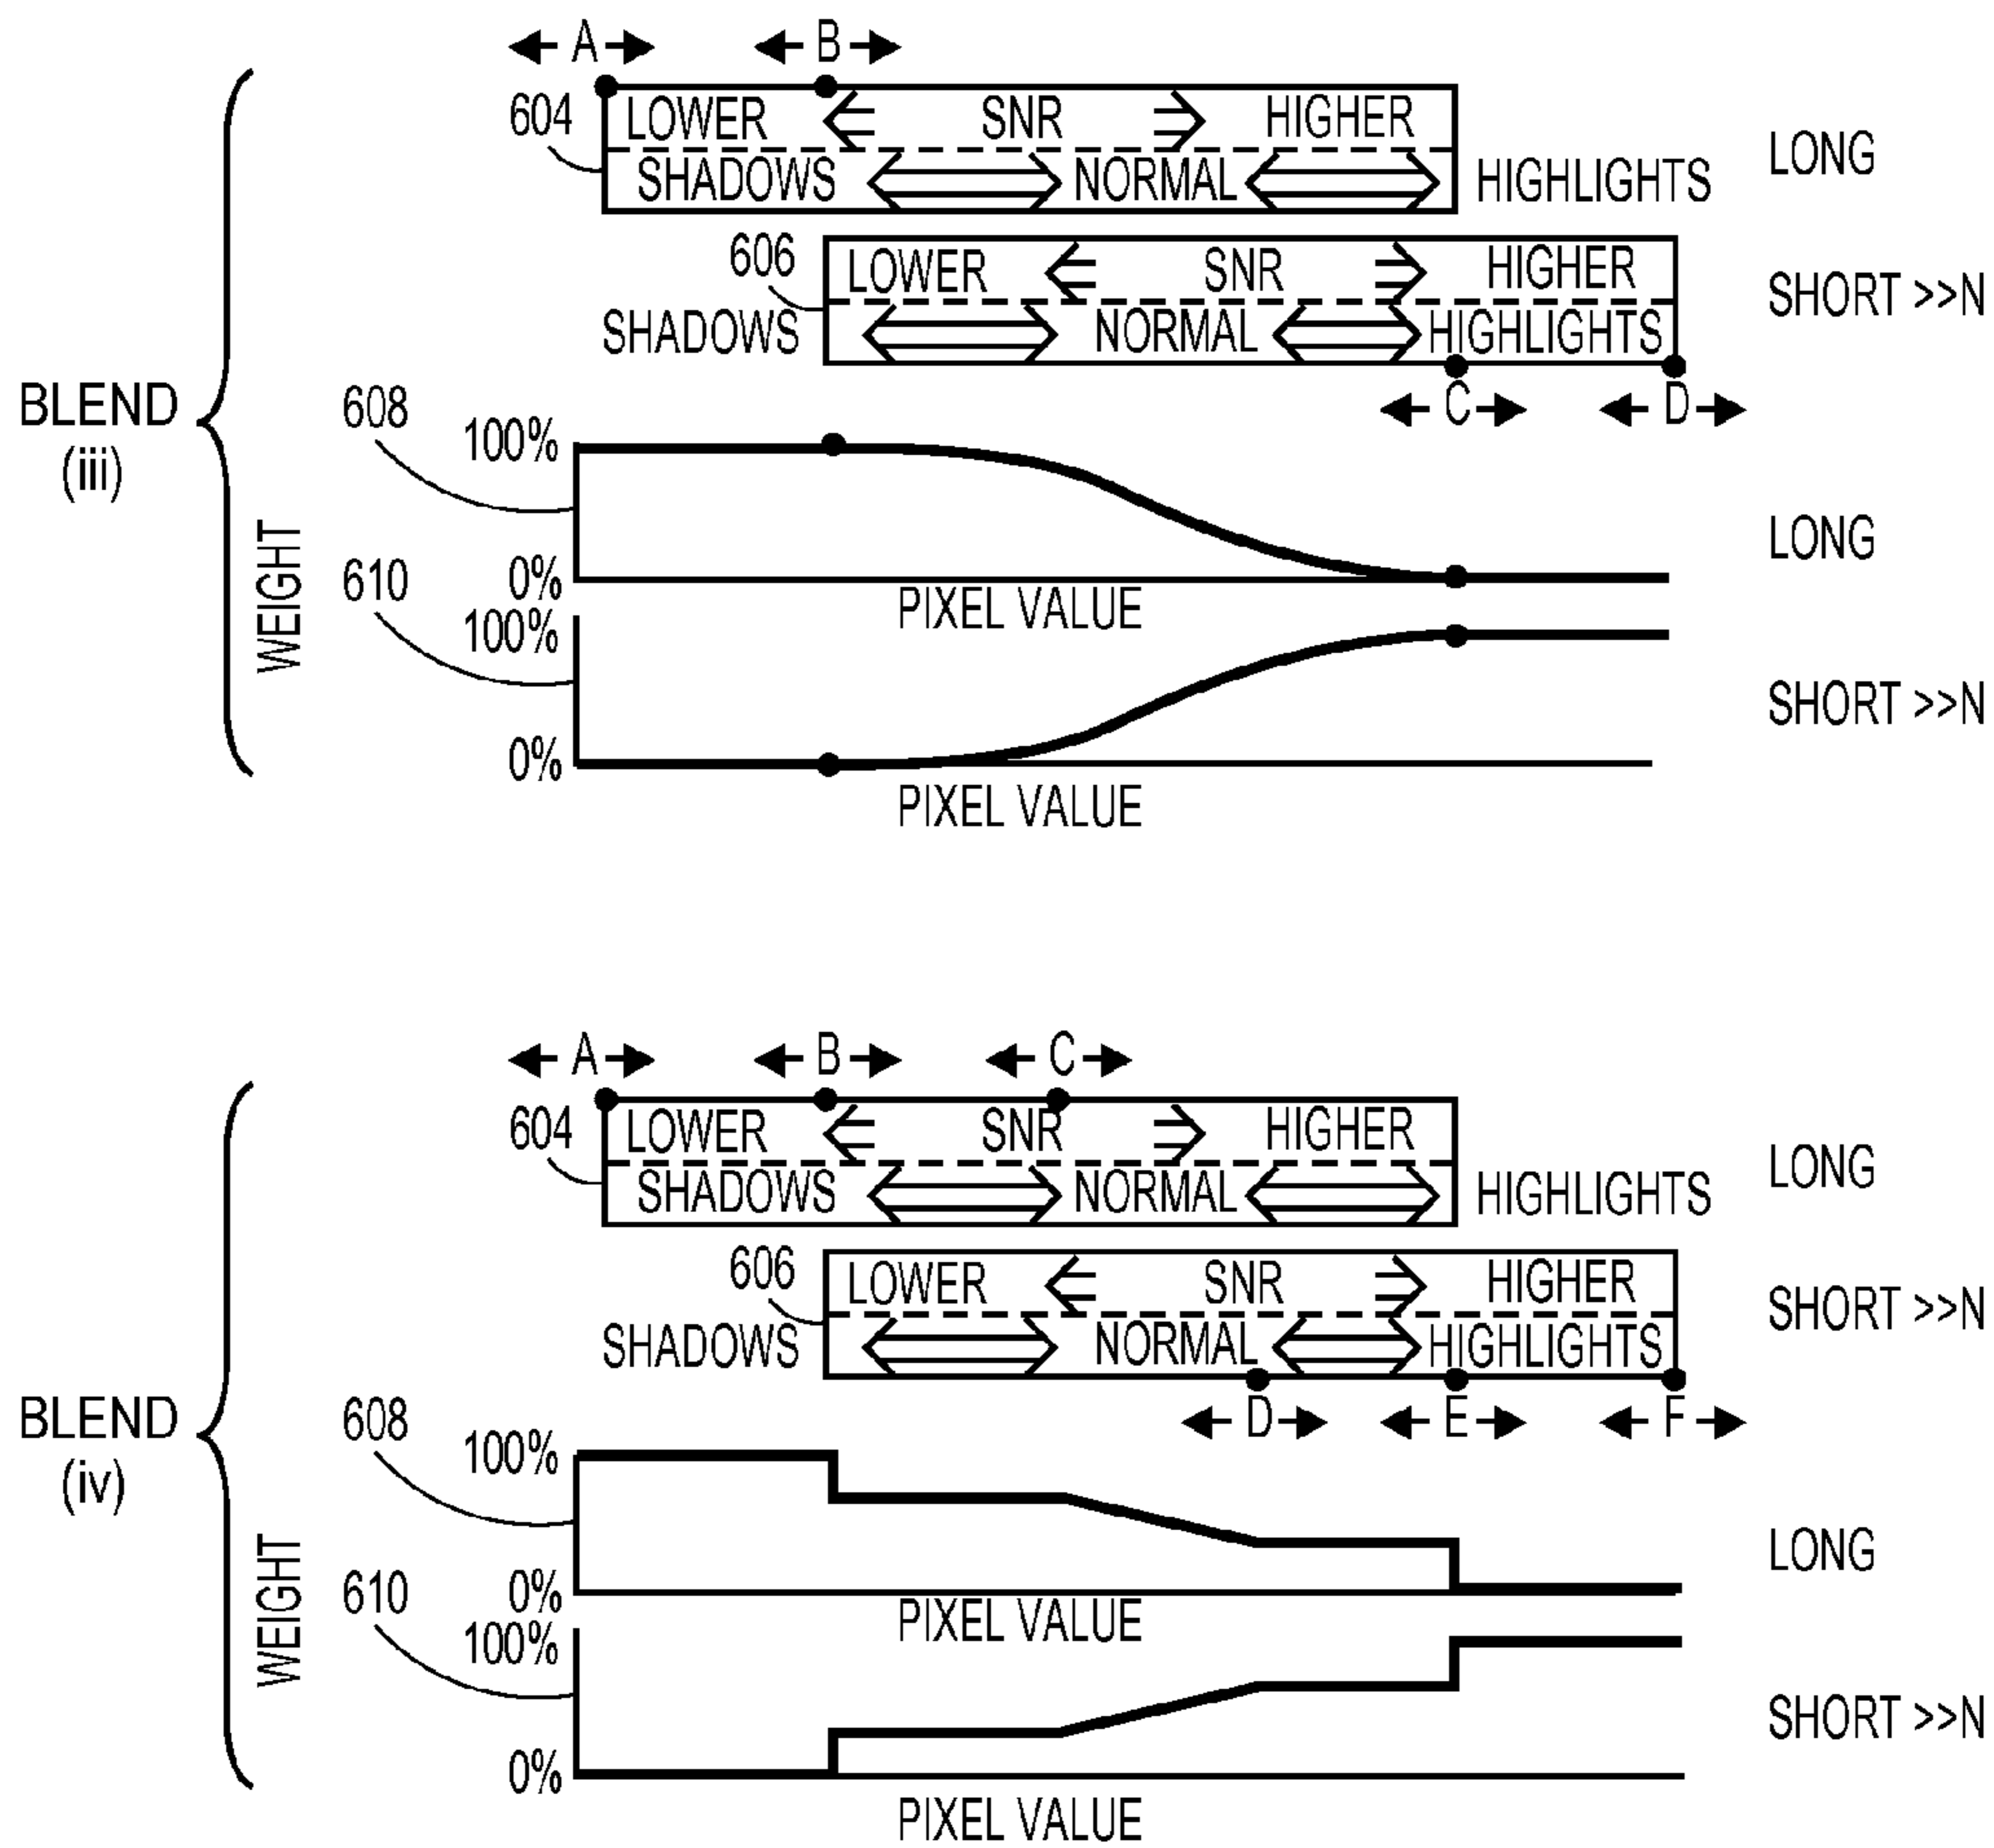 A B
604 LOWER SNR HIGHER LONG
SHADOWS NORMAL HIGHLIGHTS
606 LOWER SNR HIGHER SHORT >>N
SHADOWS NORMAL HIGHLIGHTS
C D
BLEND
(iii)
WEIGHT
608 100%
LONG
0%
PIXEL VALUE
610 100%
SHORT >>N
0%
PIXEL VALUE
A B C
604 LOWER SNR HIGHER LONG
SHADOWS NORMAL HIGHLIGHTS
606 LOWER SNR HIGHER SHORT >>N
SHADOWS NORMAL HIGHLIGHTS
D E F
BLEND
(iv)
WEIGHT
608 100%
LONG
0%
PIXEL VALUE
610 100%
SHORT >>N
0%
PIXEL VALUE